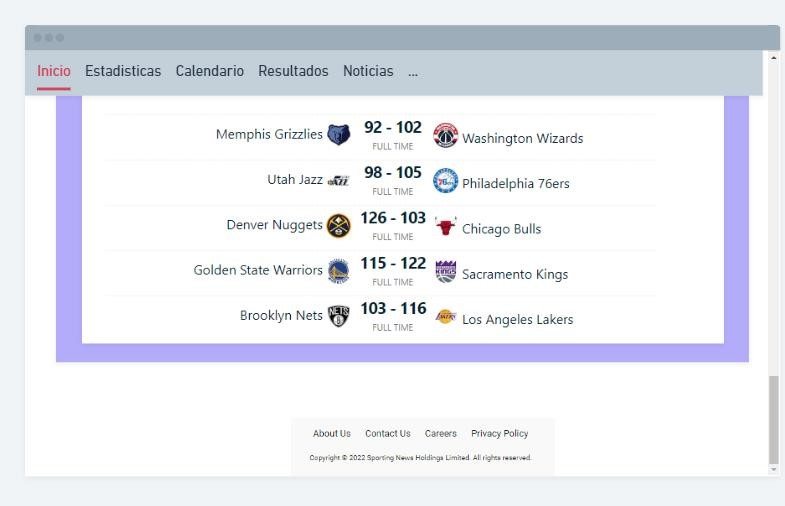 Inicio Estadisticas Calendario Resultados Noticias ...
Memphis Grizzlies 92 - 102 Washington Wizards
FULL TIME
Utah Jazz 98 - 105 Philadelphia 76ers
FULL TIME
Denver Nuggets 126 - 103 Chicago Bulls
FULL TIME
Golden State Warriors 115 - 122 Sacramento Kings
FULL TIME
Brooklyn Nets 103 - 116 Los Angeles Lakers
FULL TIME
About Us Contact Us Careers Privacy Policy
Copyright © 2022 Sporting News Holdings Limited. All rights reserved.